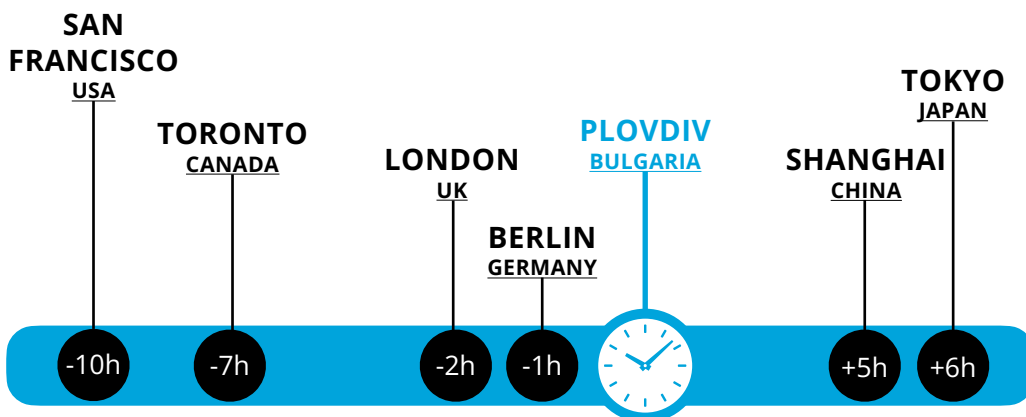 SAN
FRANCISCO
USA
TORONTO
CANADA
LONDON
UK
BERLIN
GERMANY
PLOVDIV
BULGARIA
SHANGHAI
CHINA
TOKYO
JAPAN
-10h
-7h
-2h
-1h
+5h
+6h